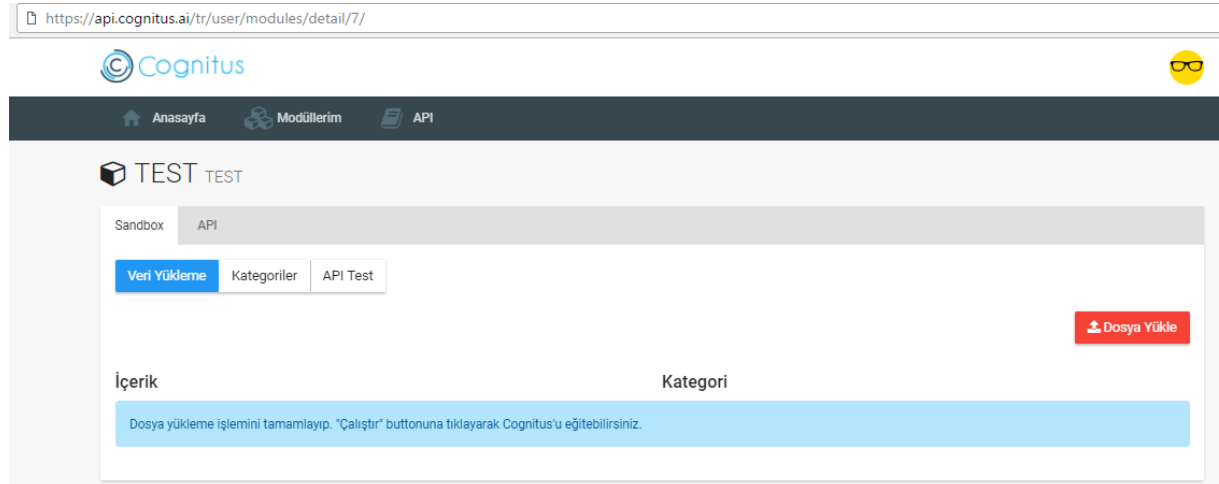 https://api.cognitus.ai/tr/user/modules/detail/7/
© Cognitus
Anasayfa Modüllerim API
TEST TEST
Sandbox API
Veri Yükleme Kategoriler API Test
Dosya Yükle
İçerik Kategori
Dosya yükleme işlemini tamamlayıp. "Çalıştır" buttonuna tıklayarak Cognitus'u eğitebilirsiniz.